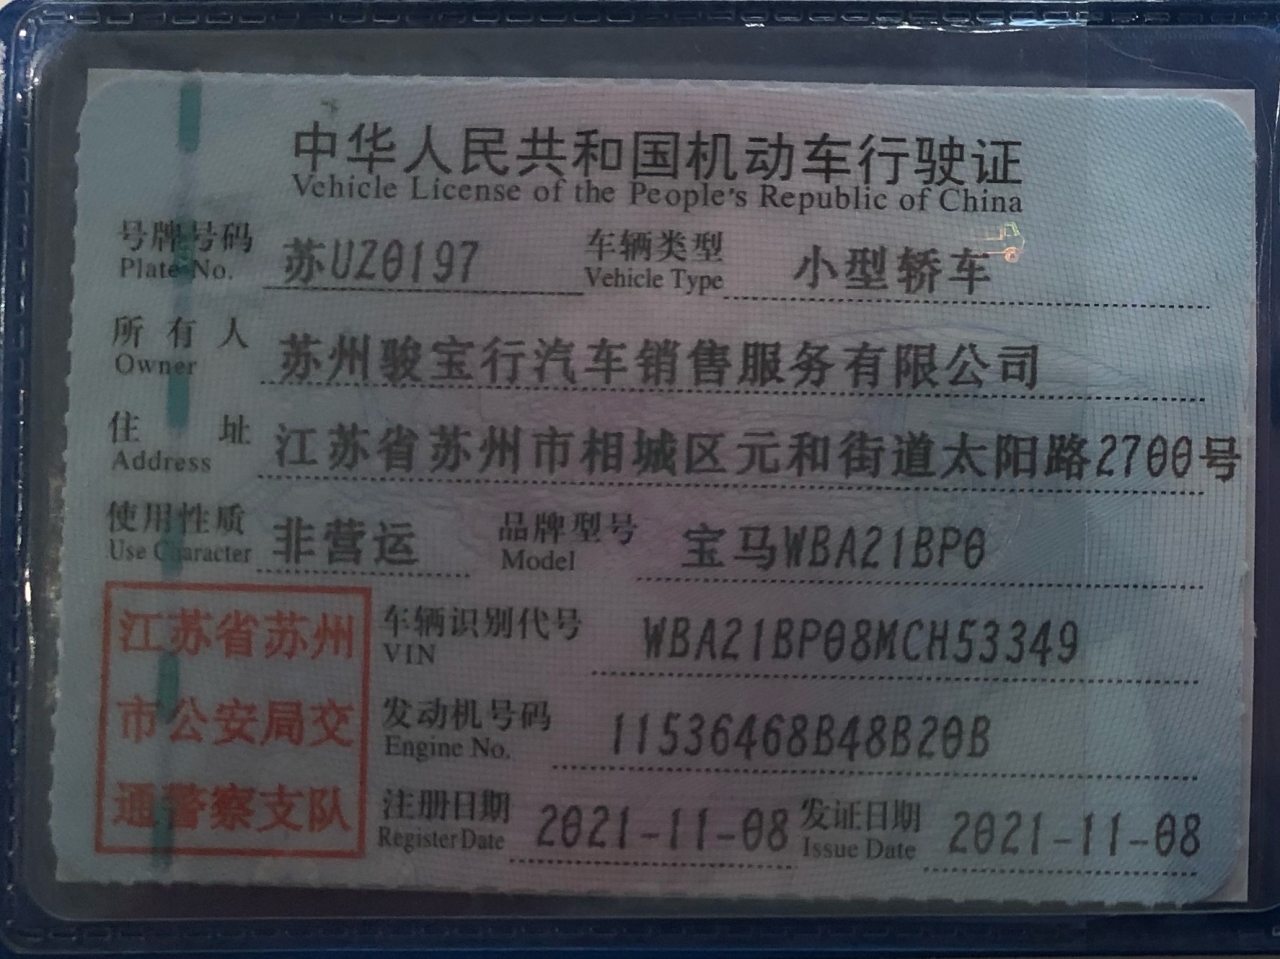 中华人民共和国机动车行驶证
Vehicle License of the People's Republic of China
号牌号码 苏UZ0197 车辆类型 小型轿车
Plate No. Vehicle Type
所有人 苏州骏宝行汽车销售服务有限公司
Owner
住址 江苏省苏州市相城区元和街道太阳路2700号
Address
使用性质 非营运 品牌型号 宝马WBA21BP0
Use Character Model
江苏省苏州
市公安局交
通警察支队
车辆识别代号 WBA21BP08MCH53349
VIN
发动机号码 11536468B48B20B
Engine No.
注册日期 2021-11-08 发证日期 2021-11-08
Register Date Issue Date